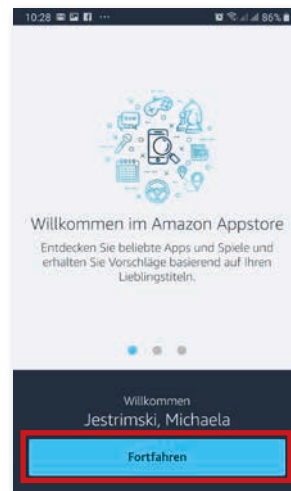 10:28 ... 86%
Willkommen im Amazon Appstore
Entdecken Sie beliebte Apps und Spiele und
erhalten Sie Vorschläge basierend auf Ihren
Lieblingstiteln.
Willkommen
Jestrimski, Michaela
Fortfahren